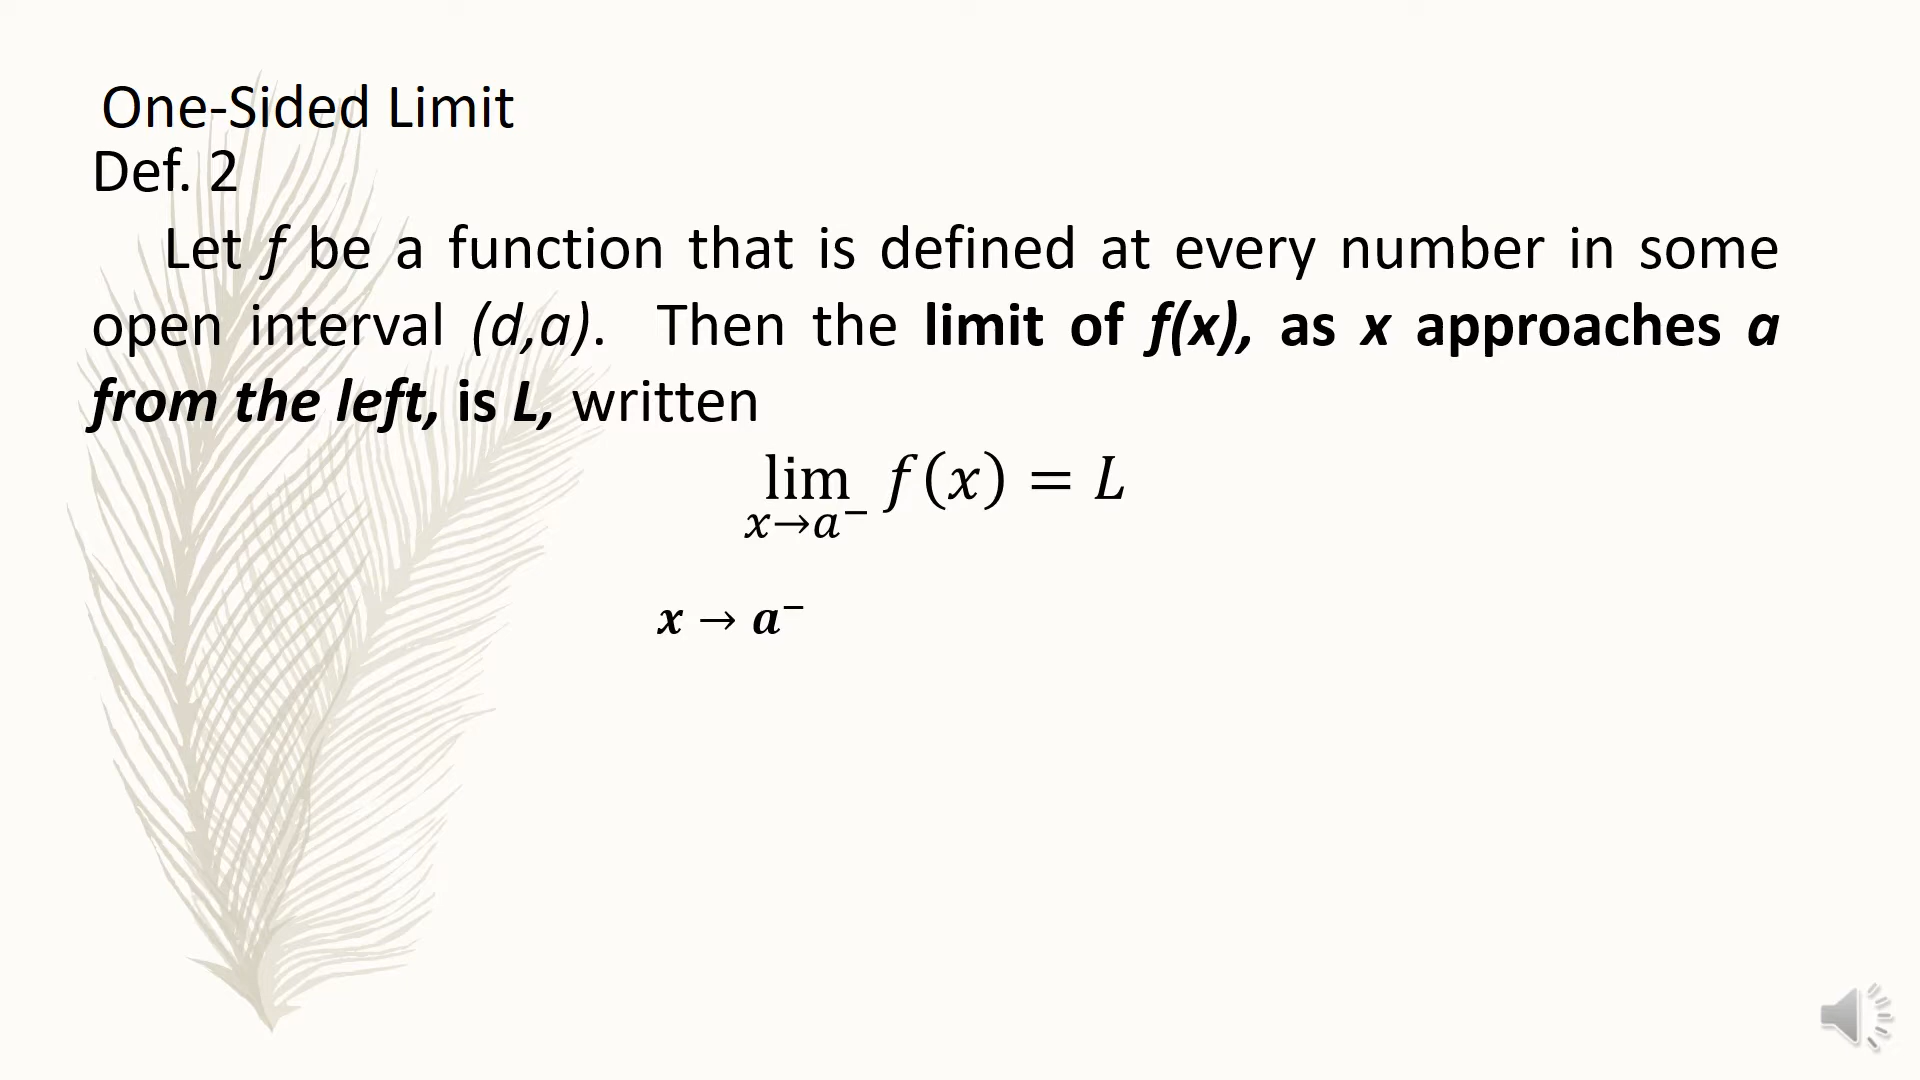 One-Sided Limit
Def. 2
Let f be a function that is defined at every number in some
open interval (d,a). Then the limit of f(x), as x approaches a
from the left, is L, written
lim f(x) = L
x→a⁻
x → a⁻